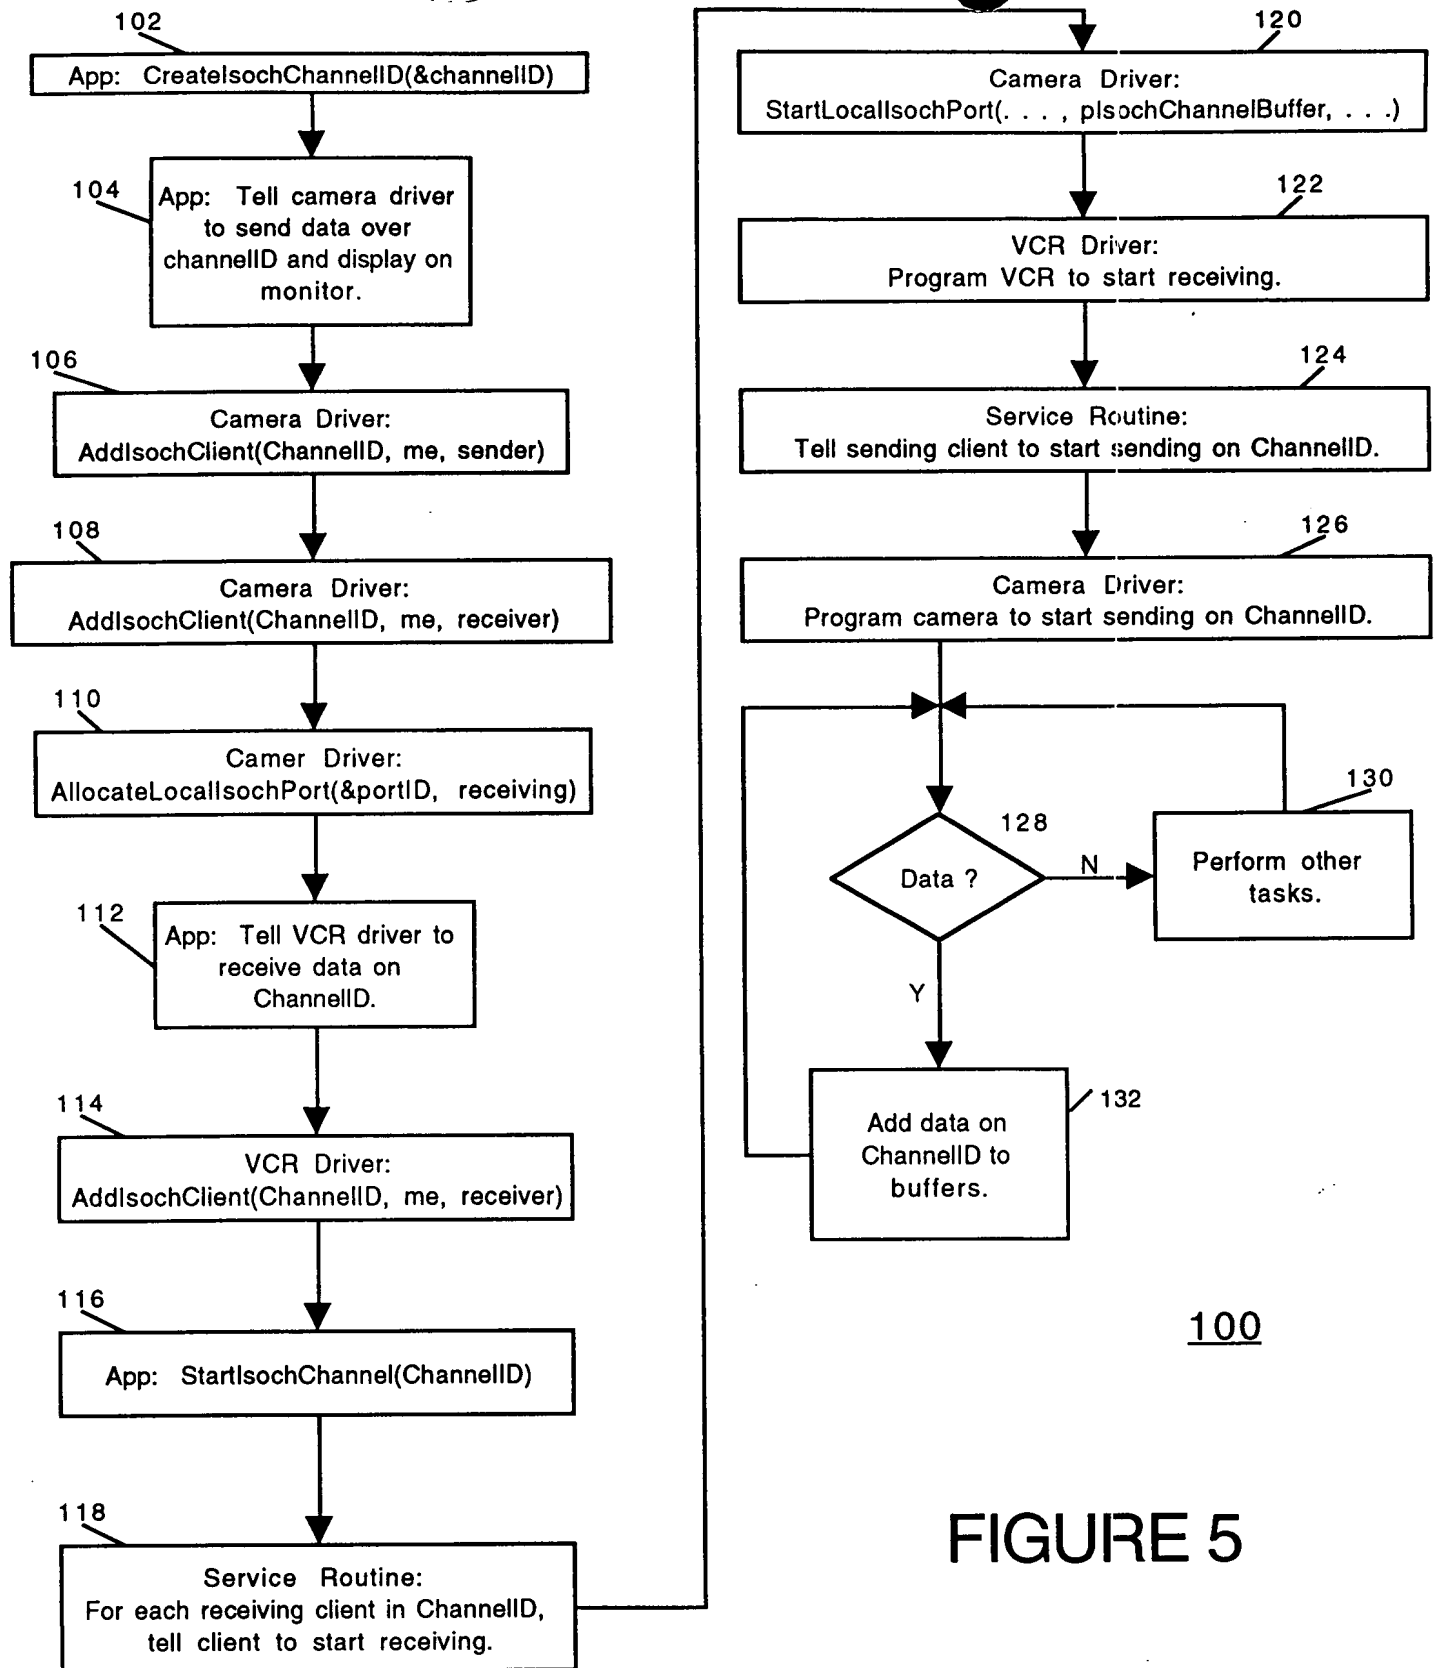 102
App: CreateIsochChannelID(&channelID)
104
App: Tell camera driver
to send data over
channelID and display on
monitor.
106
Camera Driver:
AddIsochClient(ChannelID, me, sender)
108
Camera Driver:
AddIsochClient(ChannelID, me, receiver)
110
Camer Driver:
AllocateLocalIsochPort(&portID, receiving)
112
App: Tell VCR driver to
receive data on
ChannelID.
114
VCR Driver:
AddIsochClient(ChannelID, me, receiver)
116
App: StartIsochChannel(ChannelID)
118
Service Routine:
For each receiving client in ChannelID,
tell client to start receiving.
120
Camera Driver:
StartLocalIsochPort(. . . , pIsochChannelBuffer, . . .)
122
VCR Driver:
Program VCR to start receiving.
124
Service Routine:
Tell sending client to start sending on ChannelID.
126
Camera Driver:
Program camera to start sending on ChannelID.
128
Data ?
N
130
Perform other
tasks.
Y
132
Add data on
ChannelID to
buffers.
100
FIGURE 5